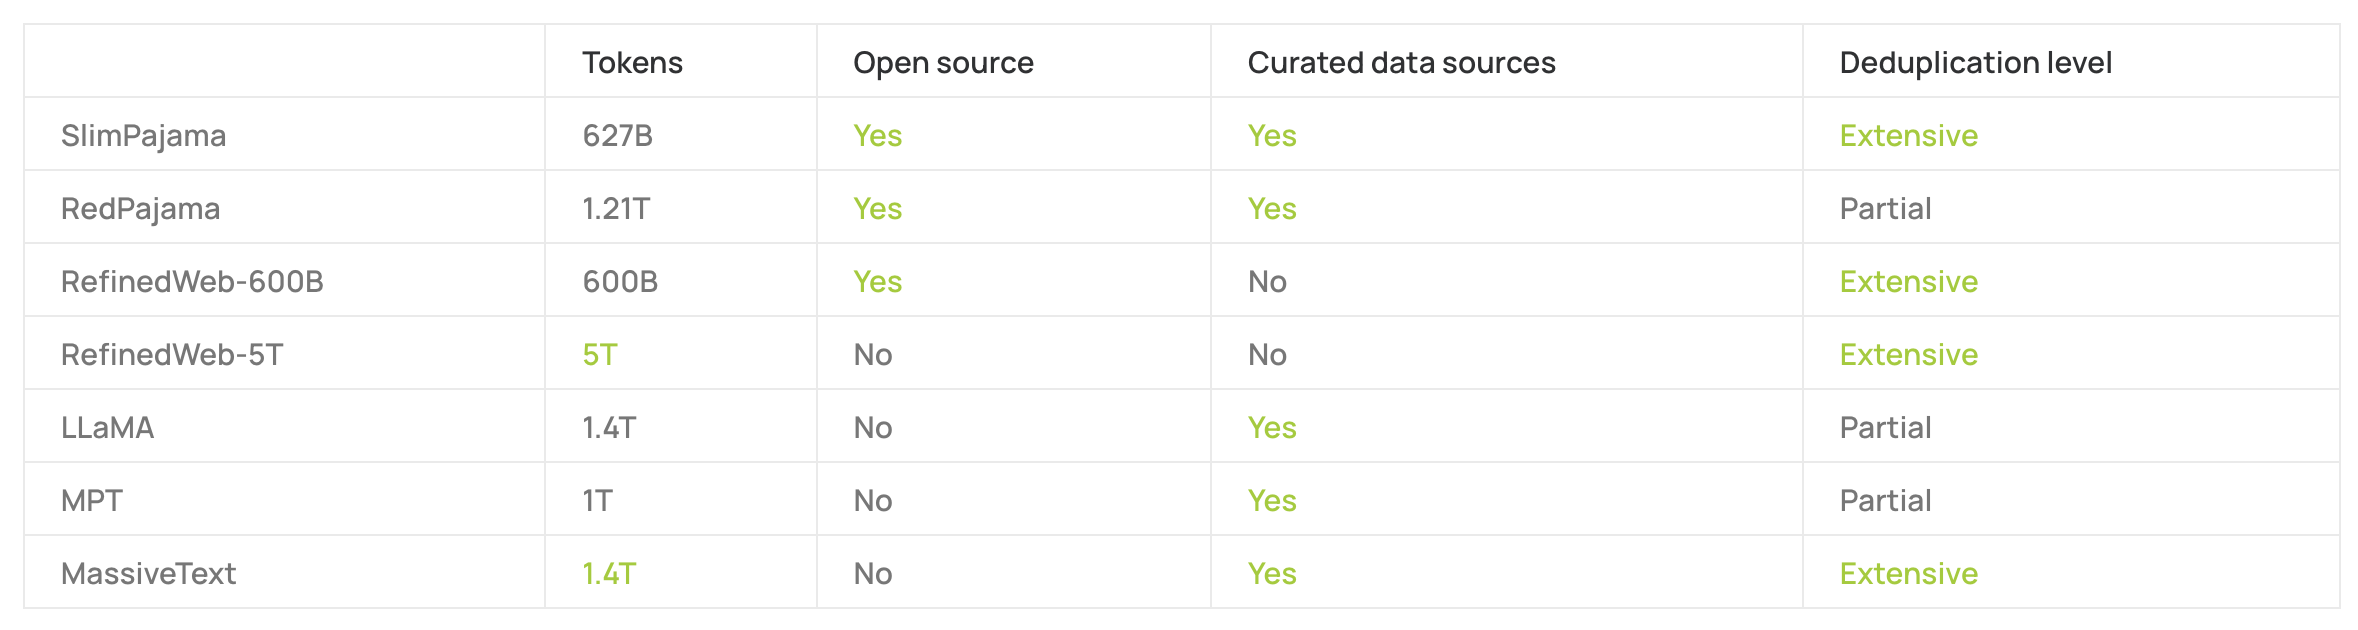 Tokens Open source Curated data sources Deduplication level
SlimPajama 627B Yes Yes Extensive
RedPajama 1.21T Yes Yes Partial
RefinedWeb-600B 600B Yes No Extensive
RefinedWeb-5T 5T No No Extensive
LLaMA 1.4T No Yes Partial
MPT 1T No Yes Partial
MassiveText 1.4T No Yes Extensive